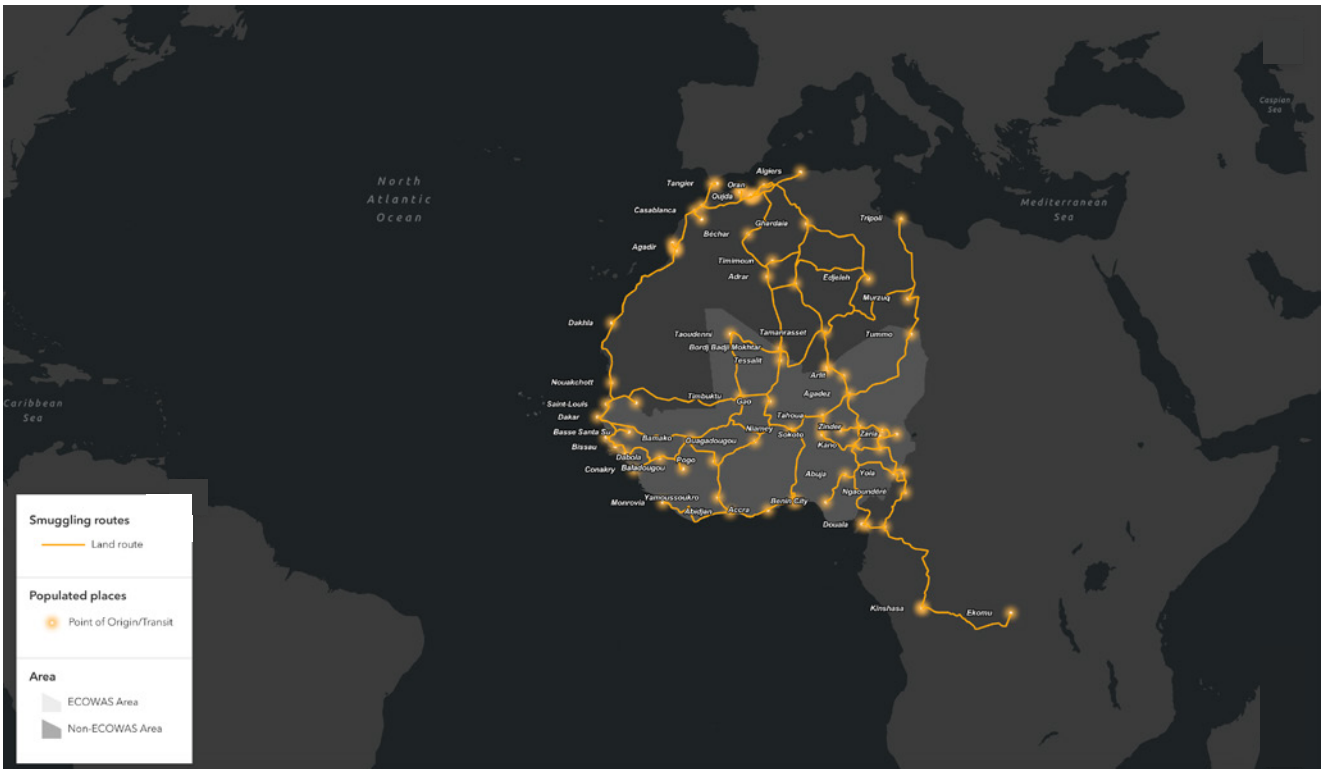 Caspian
Sea
North
Atlantic
Ocean
Mediterranean
Sea
Caribbean
Sea
Algiers
Tangier
Oran
Oujda
Casablanca
Ghardaia
Tripoli
Béchar
Agadir
Timimoun
Adrar
Edjeleh
Murzuq
Dakhla
Taoudenni
Tamanrasset
Tummo
Bordj Badji Mokhtar
Tessalit
Arlit
Nouakchott
Timbuktu
Gao
Agadez
Saint-Louis
Dakar
Tahoua
Basse Santa Su
Bamako
Ouagadougou
Niamey
Sokoto
Zinder
Zaria
Bissau
Kano
Dabola
Conakry
Baladougou
Pogo
Abuja
Yola
Monrovia
Yamoussoukro
Abidjan
Accra
Benin City
Ngaoundéré
Douala
Kinshasa
Ekomu
Smuggling routes
Land route
Populated places
Point of Origin/Transit
Area
ECOWAS Area
Non-ECOWAS Area